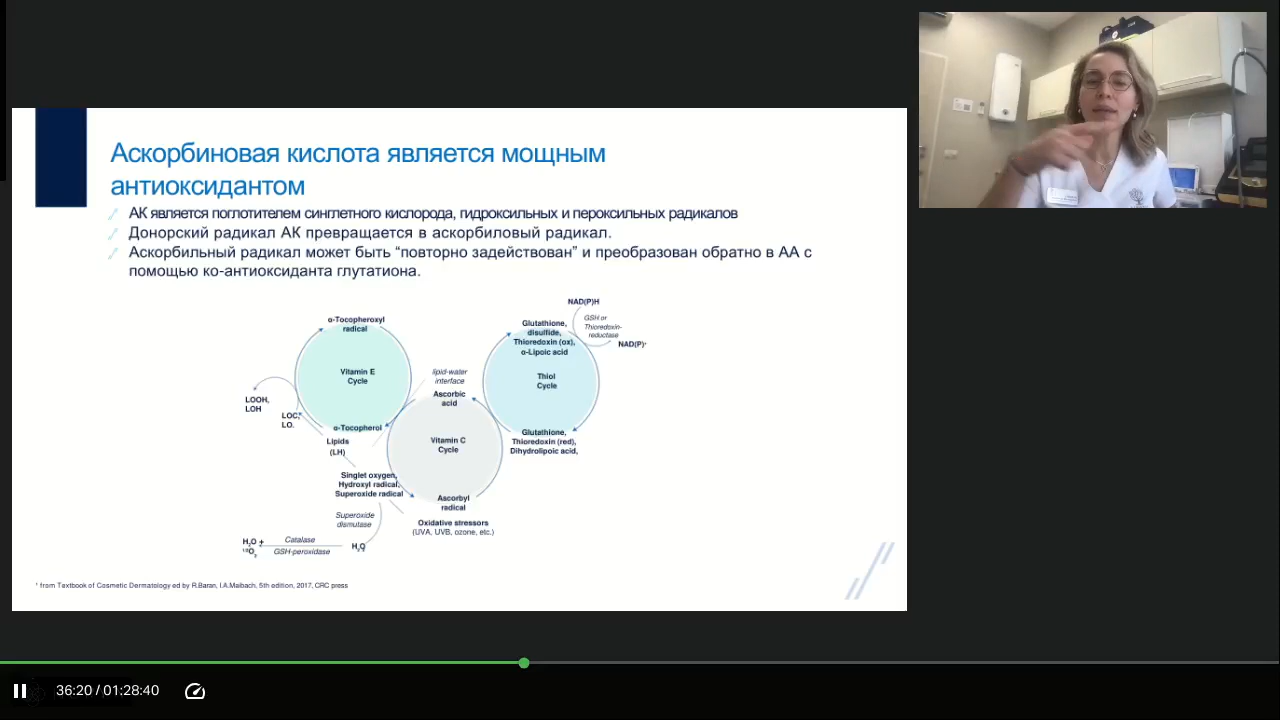 Аскорбиновая кислота является мощным
антиоксидантом
АК является поглотителем синглетного кислорода, гидроксильных и пероксильных радикалов
Донорский радикал АК превращается в аскорбиловый радикал.
Аскорбильный радикал может быть “повторно задействован” и преобразован обратно в АА с
помощью ко-антиоксиданта глутатиона.
α-Tocopheroxyl
radical
Vitamin E
Cycle
LOOH,
LOH
LOC,
LO.
α-Tocopherol
Lipids
(LH)
lipid-water
interface
Ascorbic
acid
Vitamin C
Cycle
Ascorbyl
radical
Singlet oxygen,
Hydroxyl radical,
Superoxide radical
Oxidative stressors
(UVA, UVB, ozone, etc.)
Superoxide
dismutase
H₂O +
Catalase
GSH-peroxidase
NAD(P)H
GSH or
Thioredoxin-
reductase
NAD(P)⁺
Glutathione,
disulfide,
Thioredoxin (ox),
α-Lipoic acid
Thiol
Cycle
Glutathione,
Thioredoxin (red),
Dihydrolipoic acid,
¹ from Textbook of Cosmetic Dermatology ed by R.Baran, I.A.Maibach, 5th edition, 2017, CRC press
36:20 / 01:28:40